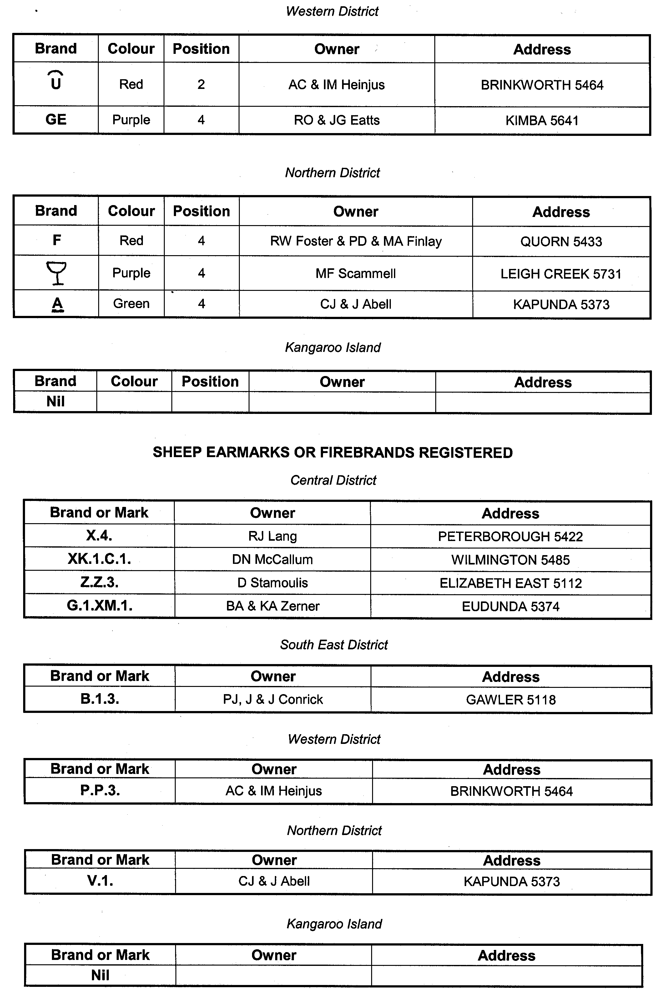 Western District
Brand Colour Position Owner Address
U Red 2 AC & IM Heinjus BRINKWORTH 5464
GE Purple 4 RO & JG Eatts KIMBA 5641
Northern District
Brand Colour Position Owner Address
F Red 4 RW Foster & PD & MA Finlay QUORN 5433
Purple 4 MF Scammell LEIGH CREEK 5731
A Green 4 CJ & J Abell KAPUNDA 5373
Kangaroo Island
Brand Colour Position Owner Address
Nil
SHEEP EARMARKS OR FIREBRANDS REGISTERED
Central District
Brand or Mark Owner Address
X.4. RJ Lang PETERBOROUGH 5422
XK.1.C.1. DN McCallum WILMINGTON 5485
Z.Z.3. D Stamoulis ELIZABETH EAST 5112
G.1.XM.1. BA & KA Zerner EUDUNDA 5374
South East District
Brand or Mark Owner Address
B.1.3. PJ, J & J Conrick GAWLER 5118
Western District
Brand or Mark Owner Address
P.P.3. AC & IM Heinjus BRINKWORTH 5464
Northern District
Brand or Mark Owner Address
V.1. CJ & J Abell KAPUNDA 5373
Kangaroo Island
Brand or Mark Owner Address
Nil